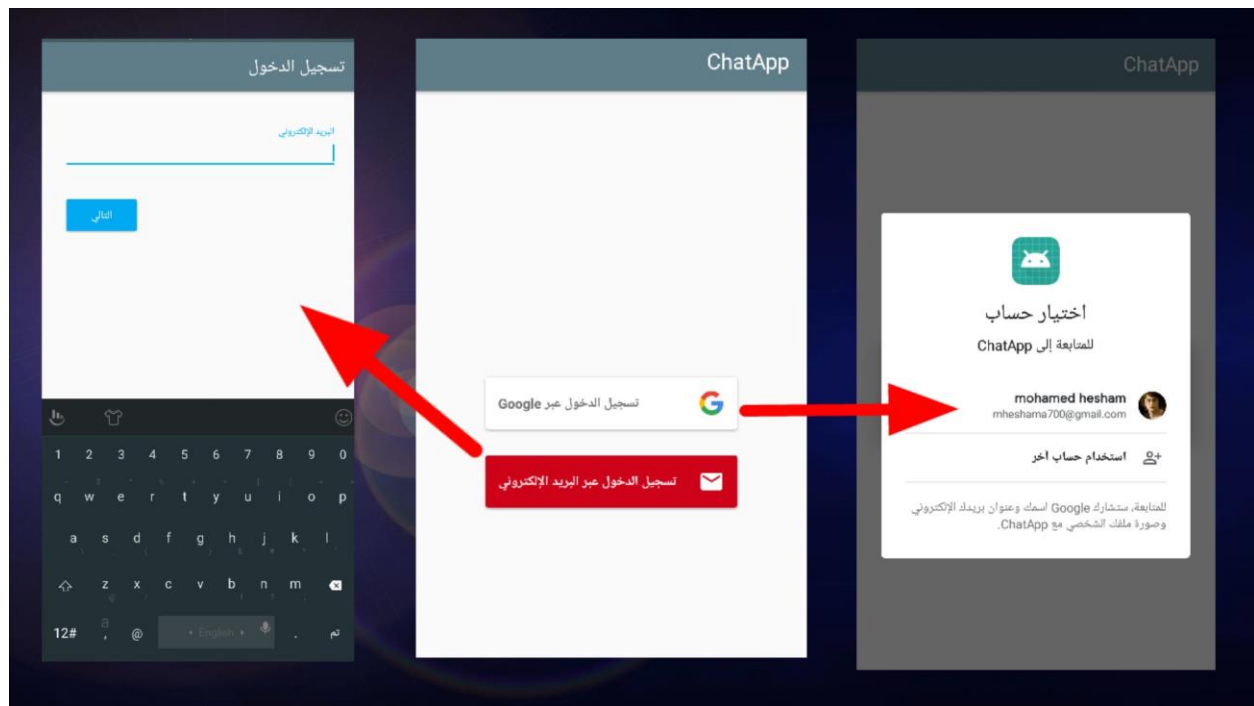 تسجيل الدخول
البريد الإلكتروني
التالي
1 2 3 4 5 6 7 8 9 0
q w e r t y u i o p
a s d f g h j k l
z x c v b n m
12# a , @ English . تم
ChatApp
تسجيل الدخول عبر Google
تسجيل الدخول عبر البريد الإلكتروني
ChatApp
اختيار حساب
للمتابعة إلى ChatApp
mohamed hesham
mheshama700@gmail.com
استخدام حساب آخر
للمتابعة، ستشارك Google اسمك وعنوان بريدك الإلكتروني
وصورة ملفك الشخصي مع ChatApp.